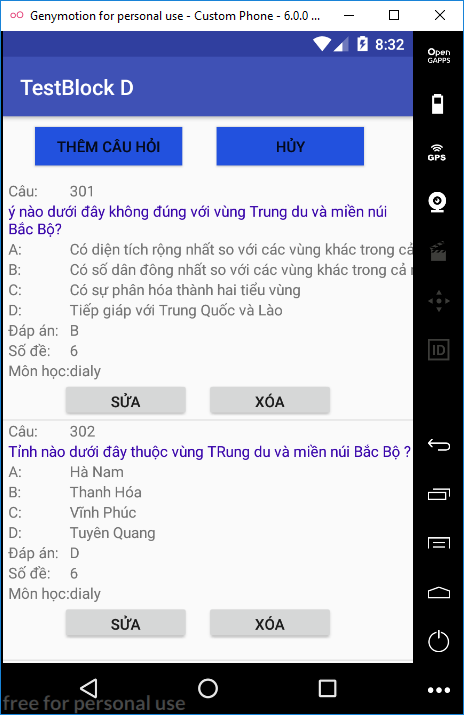 Genymotion for personal use - Custom Phone - 6.0.0 ...
8:32
Open
GAPPS
TestBlock D
THÊM CÂU HỎI HỦY
GPS
Câu: 301
ý nào dưới đây không đúng với vùng Trung du và miền núi
Bắc Bộ?
A: Có diện tích rộng nhất so với các vùng khác trong cả
B: Có số dân đông nhất so với các vùng khác trong cả n
C: Có sự phân hóa thành hai tiểu vùng
D: Tiếp giáp với Trung Quốc và Lào
Đáp án: B
Số đề: 6
Môn học:dialy
SỬA XÓA
ID
Câu: 302
Tỉnh nào dưới đây thuộc vùng TRung du và miền núi Bắc Bộ ?
A: Hà Nam
B: Thanh Hóa
C: Vĩnh Phúc
D: Tuyên Quang
Đáp án: D
Số đề: 6
Môn học:dialy
SỬA XÓA
free for personal use